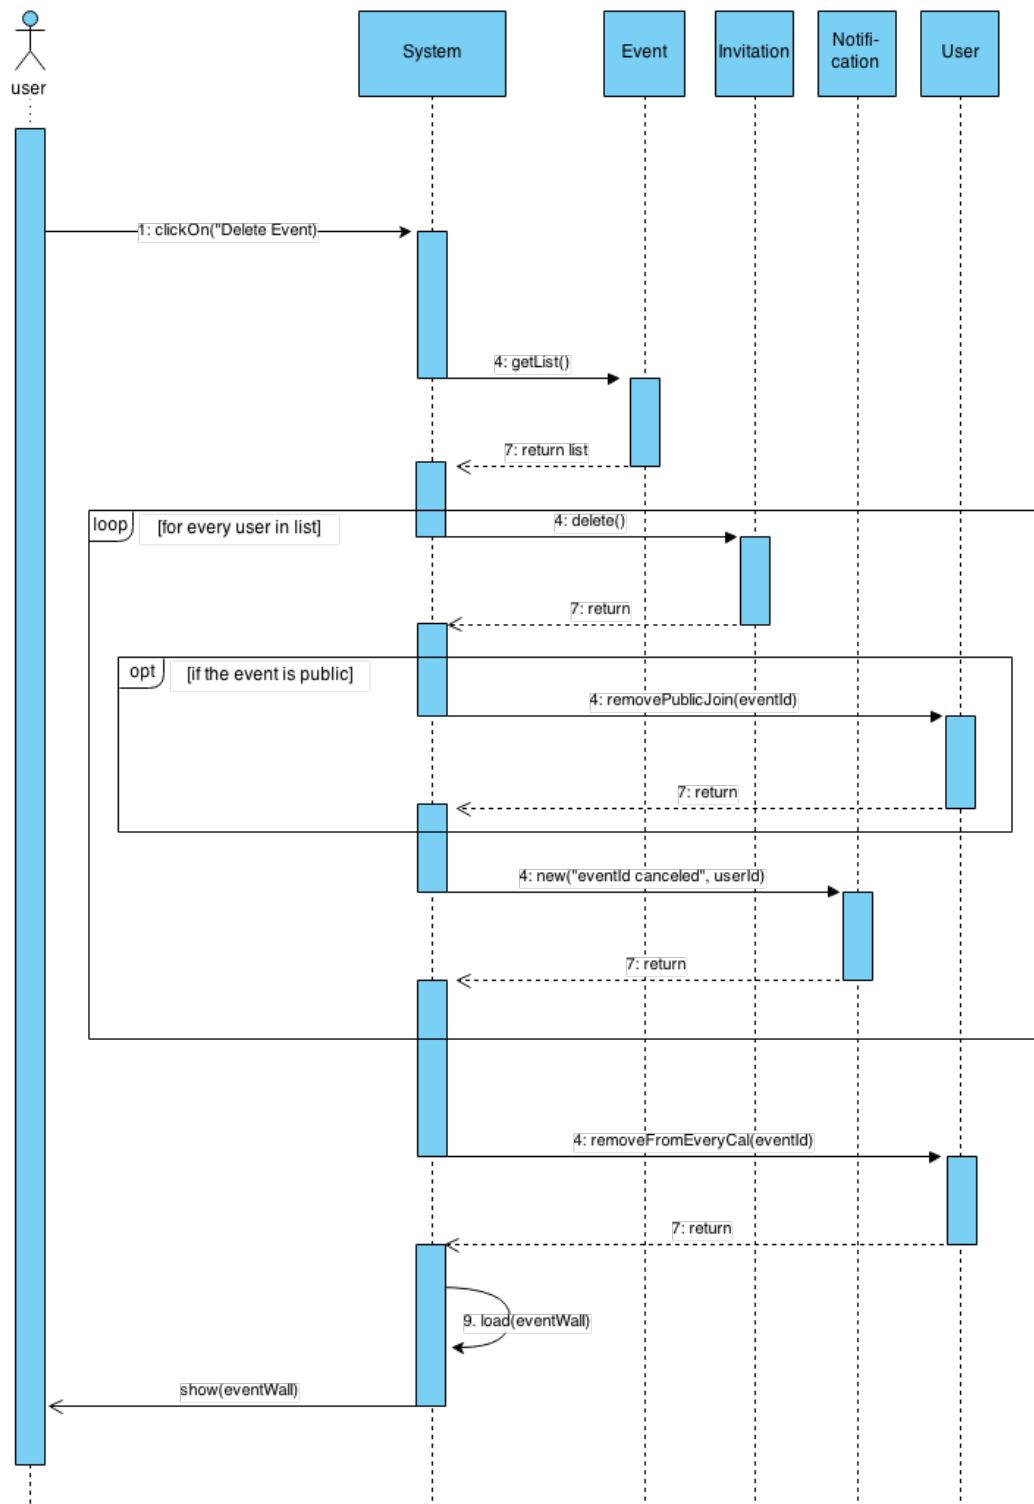 user
System
Event
Invitation
Notifi-
cation
User
1: clickOn("Delete Event)
4: getList()
7: return list
loop
[for every user in list]
4: delete()
7: return
opt
[if the event is public]
4: removePublicJoin(eventId)
7: return
4: new("eventId canceled", userId)
7: return
4: removeFromEveryCal(eventId)
7: return
9. load(eventWall)
show(eventWall)